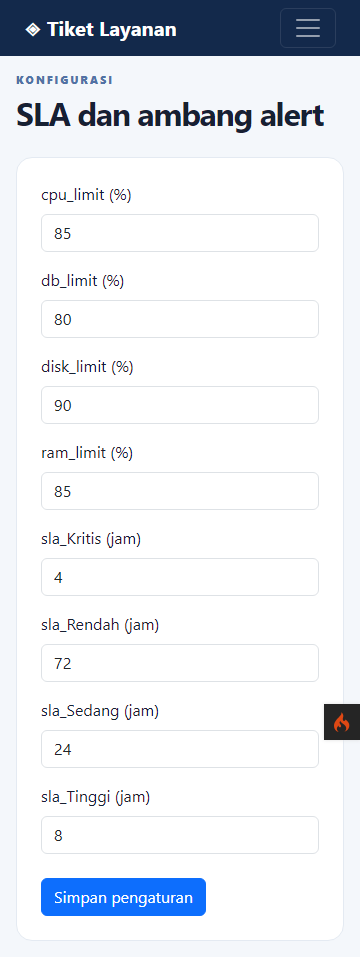 Tiket Layanan
KONFIGURASI
SLA dan ambang alert
cpu_limit (%)
85
db_limit (%)
80
disk_limit (%)
90
ram_limit (%)
85
sla_Kritis (jam)
4
sla_Rendah (jam)
72
sla_Sedang (jam)
24
sla_Tinggi (jam)
8
Simpan pengaturan